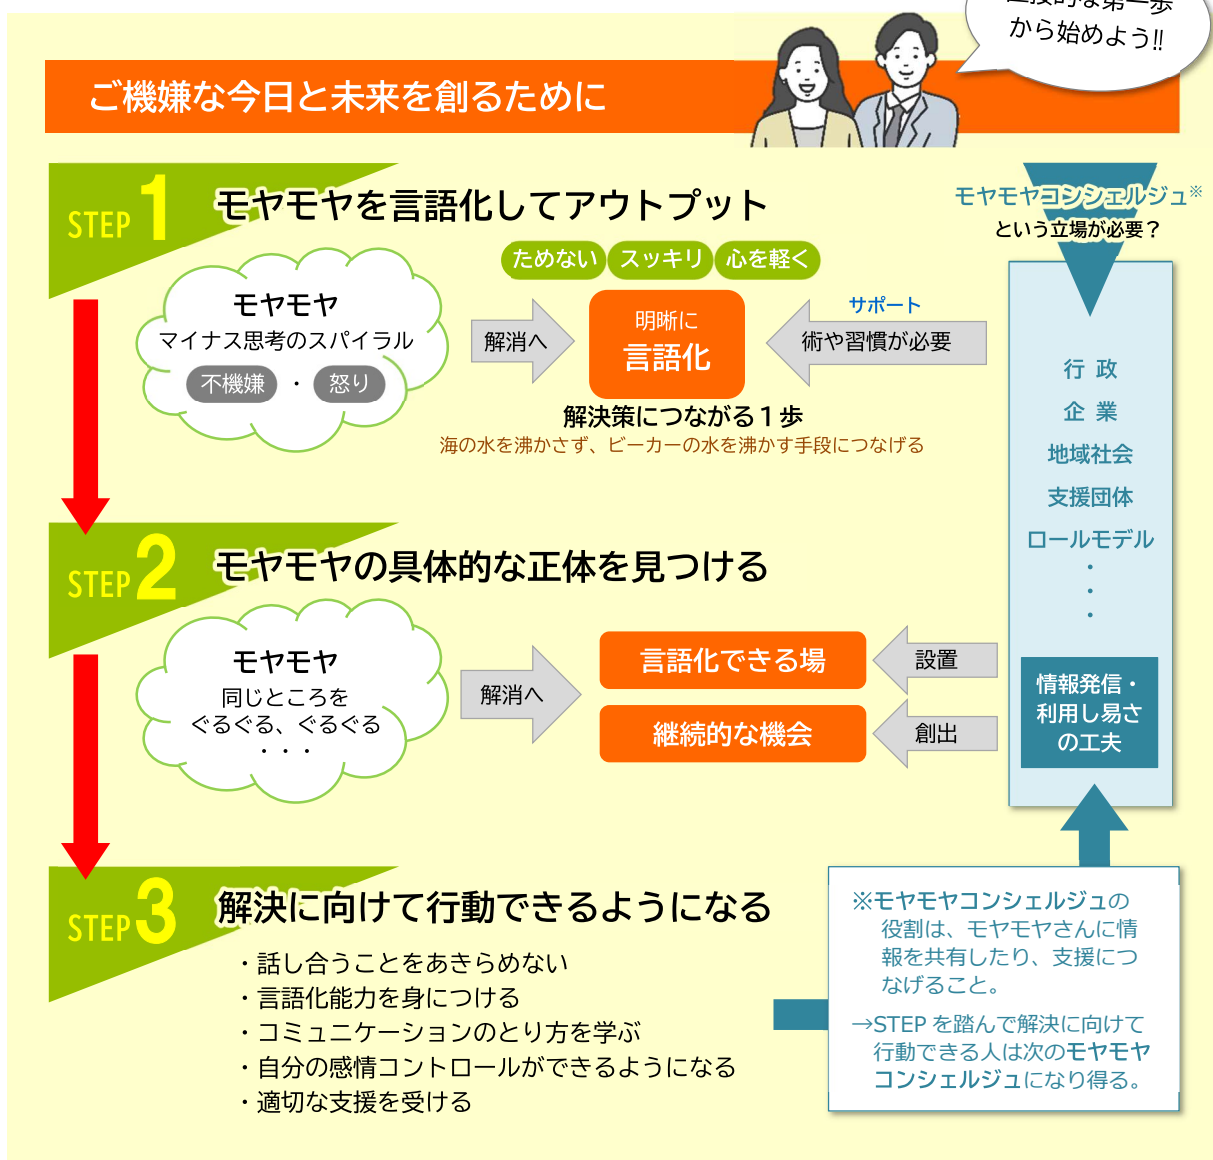 から始めよう!!
ご機嫌な今日と未来を創るために
STEP 1
モヤモヤを言語化してアウトプット
モヤモヤコンシェルジュ※
という立場が必要？
ためない
スッキリ
心を軽く
モヤモヤ
マイナス思考のスパイラル
不機嫌 ・ 怒り
解消へ
明晰に
言語化
サポート
術や習慣が必要
解決策につながる１歩
海の水を沸かさず、ビーカーの水を沸かす手段につなげる
行 政
企 業
地域社会
支援団体
ロールモデル
・
・
・
情報発信・
利用し易さ
の工夫
STEP 2
モヤモヤの具体的な正体を見つける
モヤモヤ
同じところを
ぐるぐる、ぐるぐる
・・・
解消へ
言語化できる場
設置
継続的な機会
創出
STEP 3
解決に向けて行動できるようになる
・話し合うことをあきらめない
・言語化能力を身につける
・コミュニケーションのとり方を学ぶ
・自分の感情コントロールができるようになる
・適切な支援を受ける
※モヤモヤコンシェルジュの
役割は、モヤモヤさんに情
報を共有したり、支援につ
なげること。
→STEP を踏んで解決に向けて
行動できる人は次のモヤモヤ
コンシェルジュになり得る。